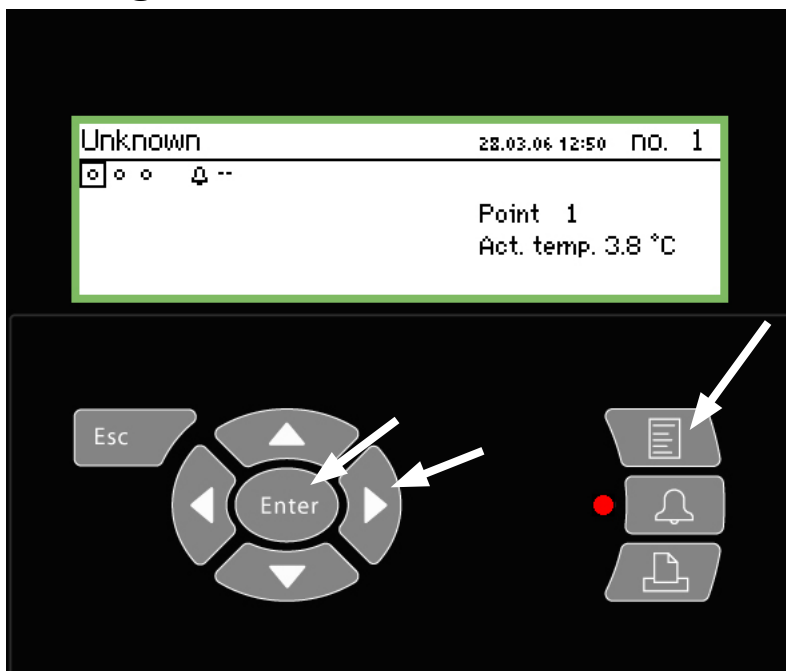 Unknown 28.03.06 12:50 no. 1
--
Point 1
Act. temp. 3.8 °C
Esc
Enter